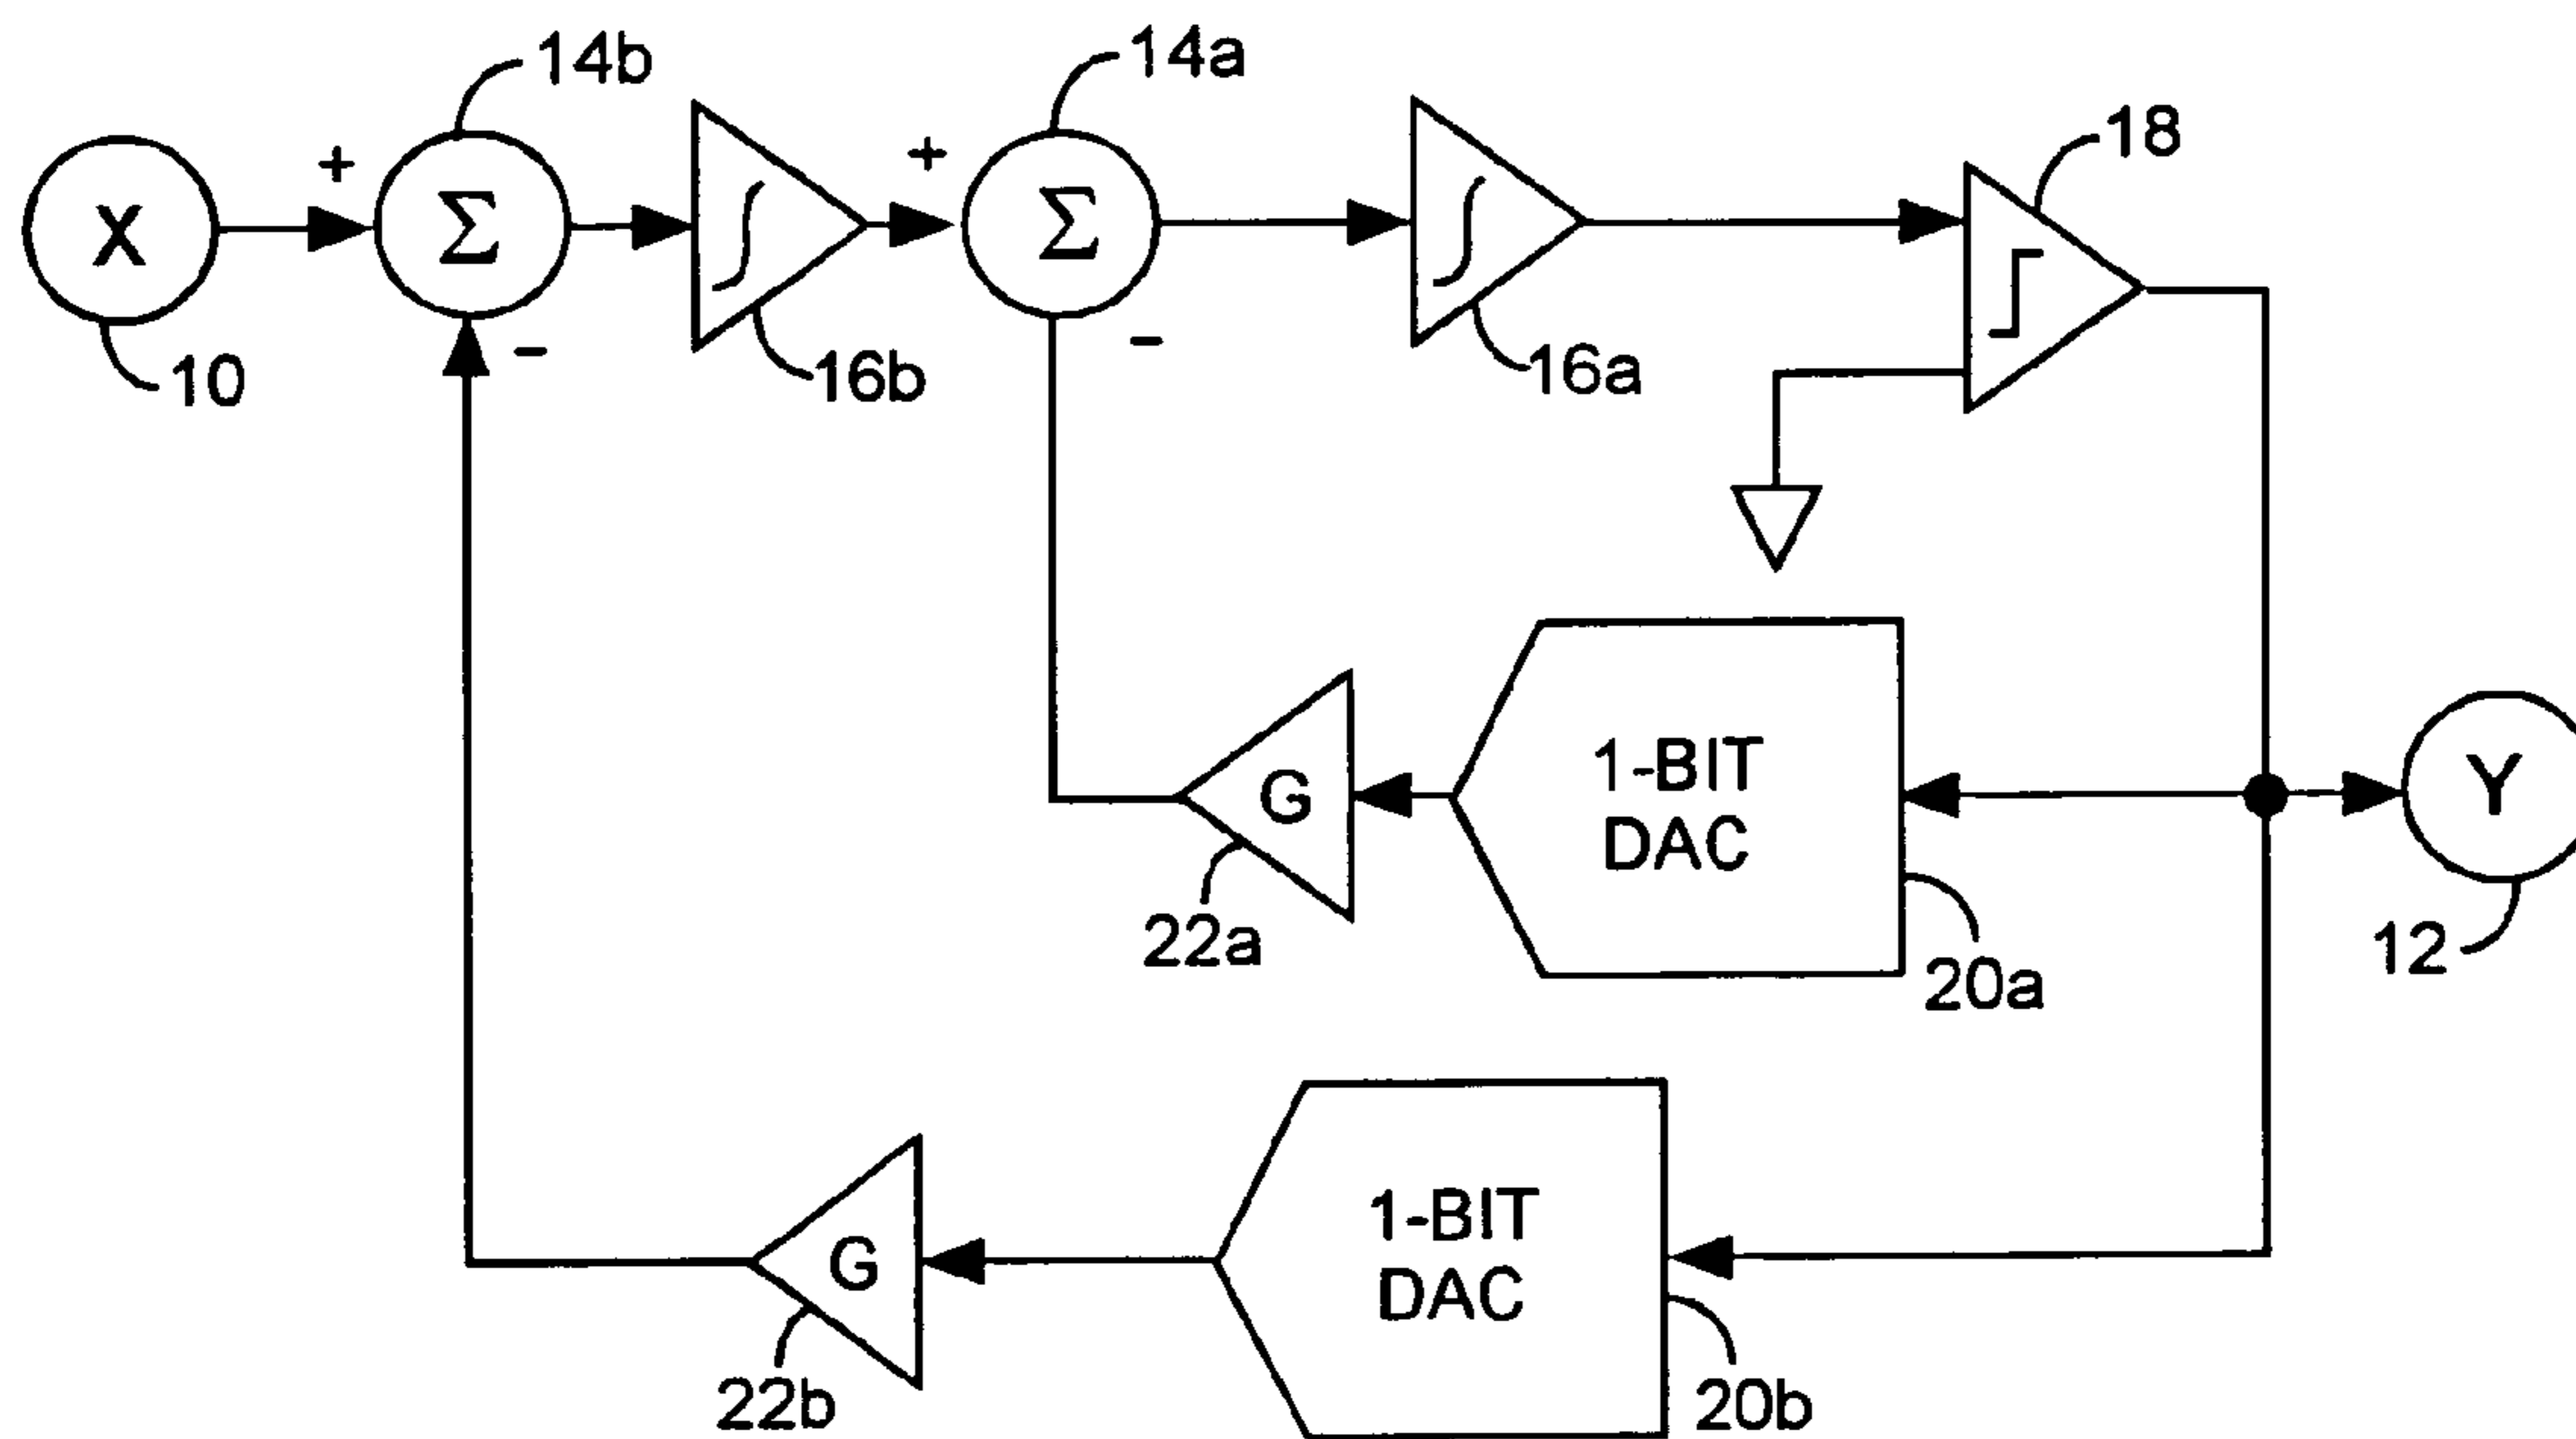 14b
14a
18
+
+
X
Σ
∫
Σ
∫
-
-
10
16b
16a
1-BIT
DAC
G
Y
22a
20a
12
1-BIT
DAC
G
22b
20b